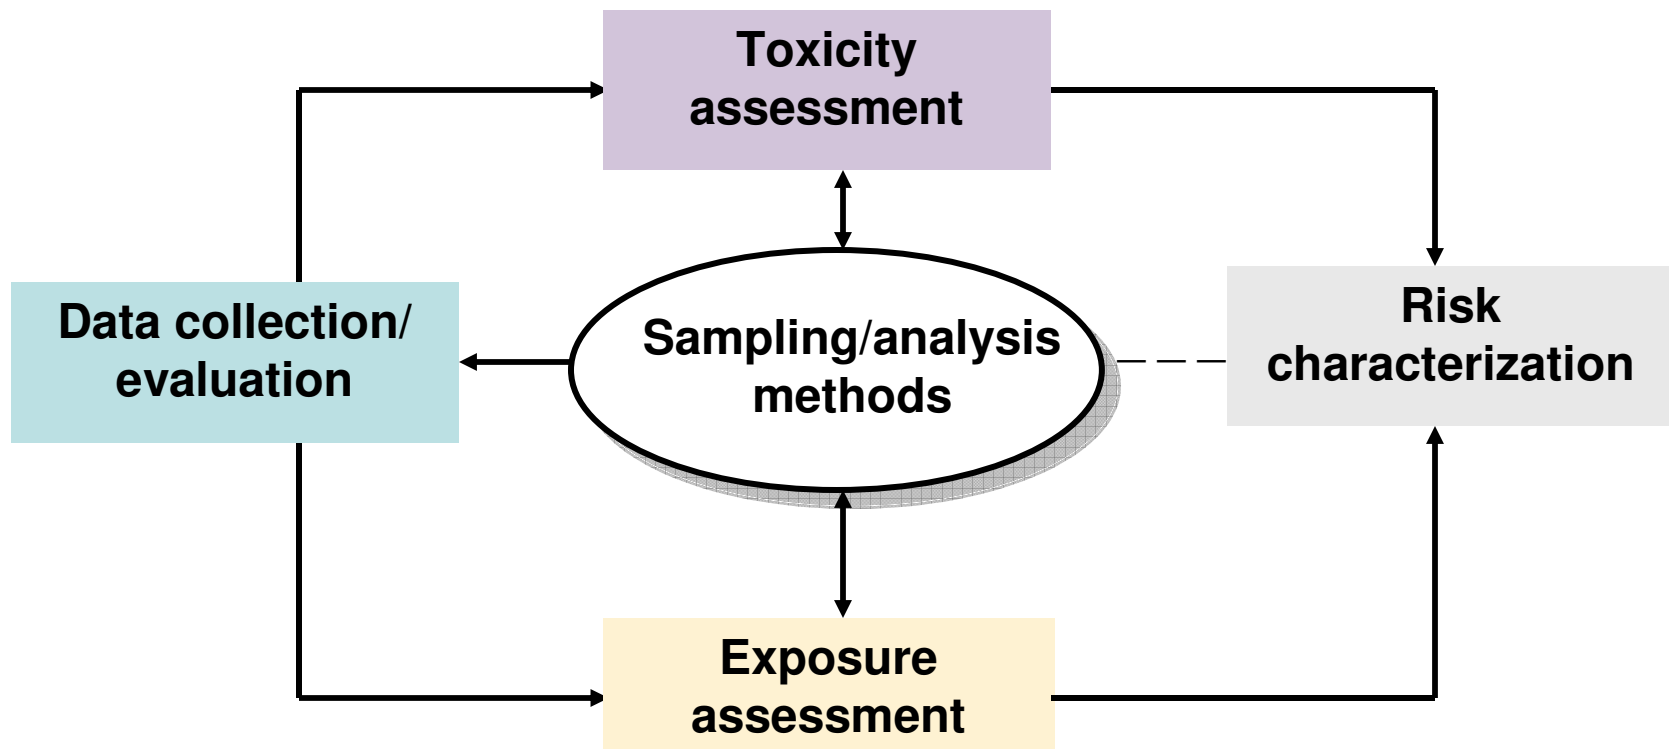 Toxicity
assessment
Data collection/
evaluation
Sampling/analysis
methods
Risk
characterization
Exposure
assessment